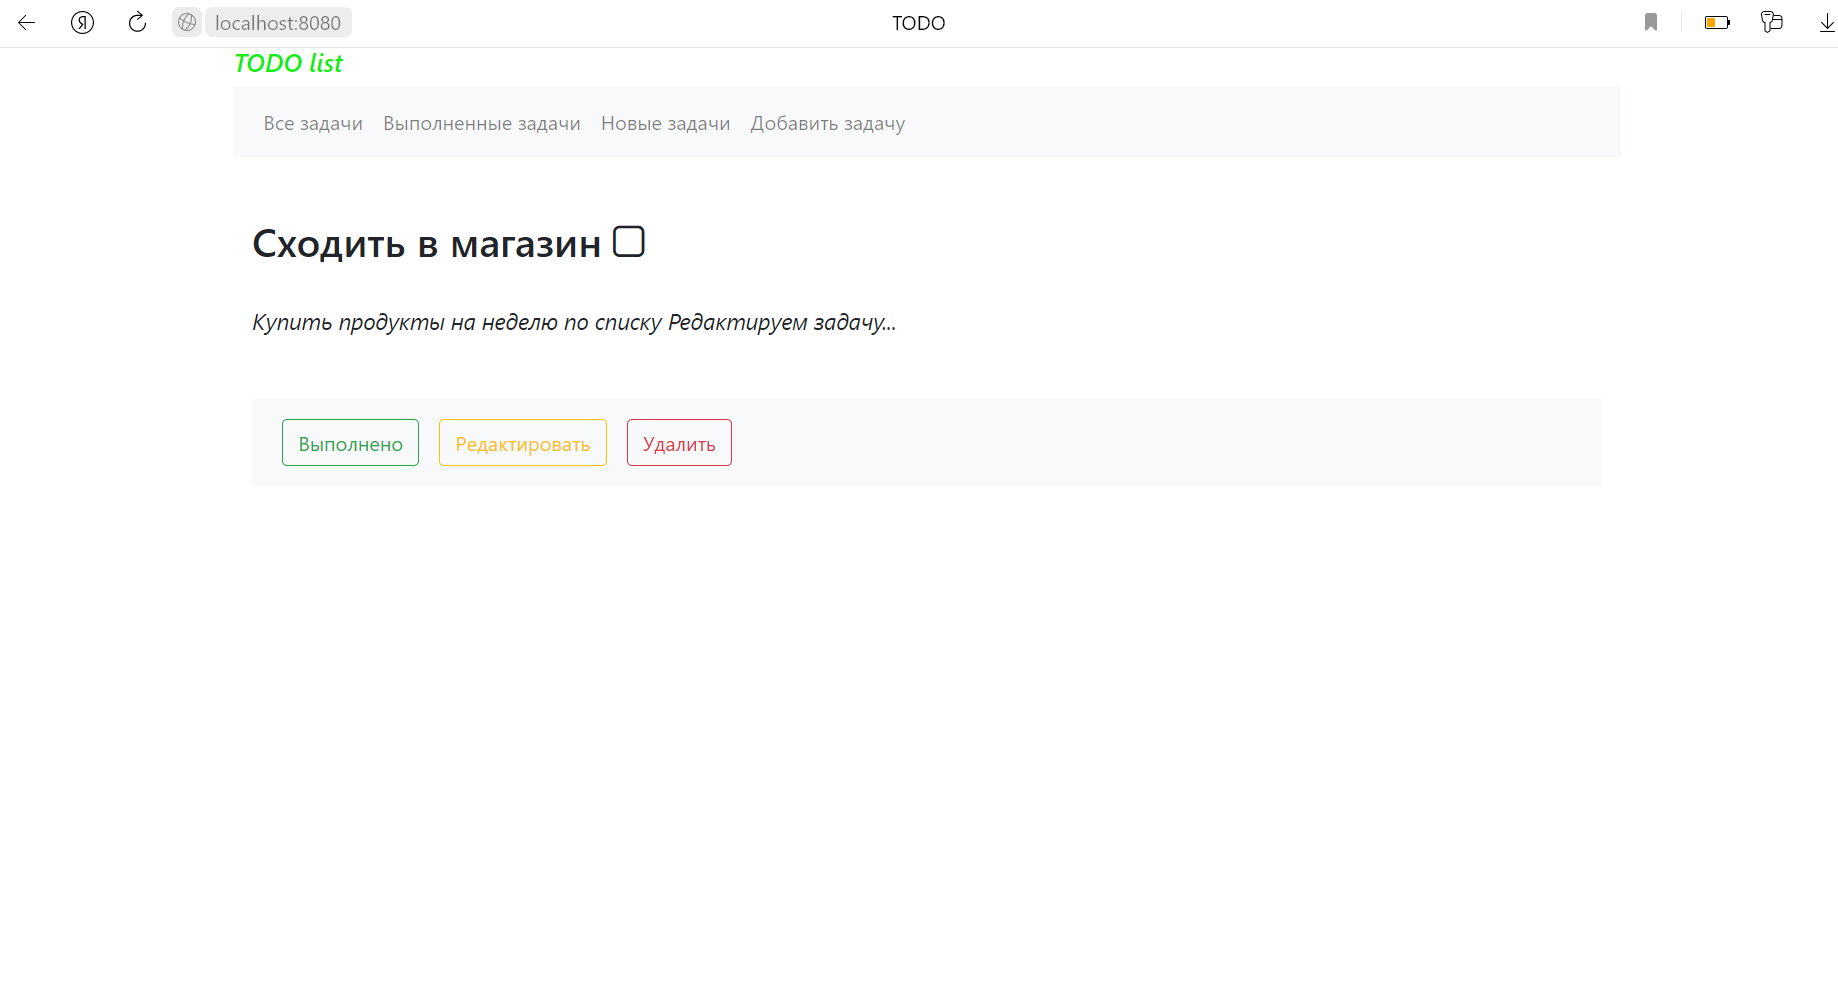 localhost:8080
TODO
TODO list
Все задачи Выполненные задачи Новые задачи Добавить задачу
Сходить в магазин
Купить продукты на неделю по списку Редактируем задачу...
Выполнено Редактировать Удалить